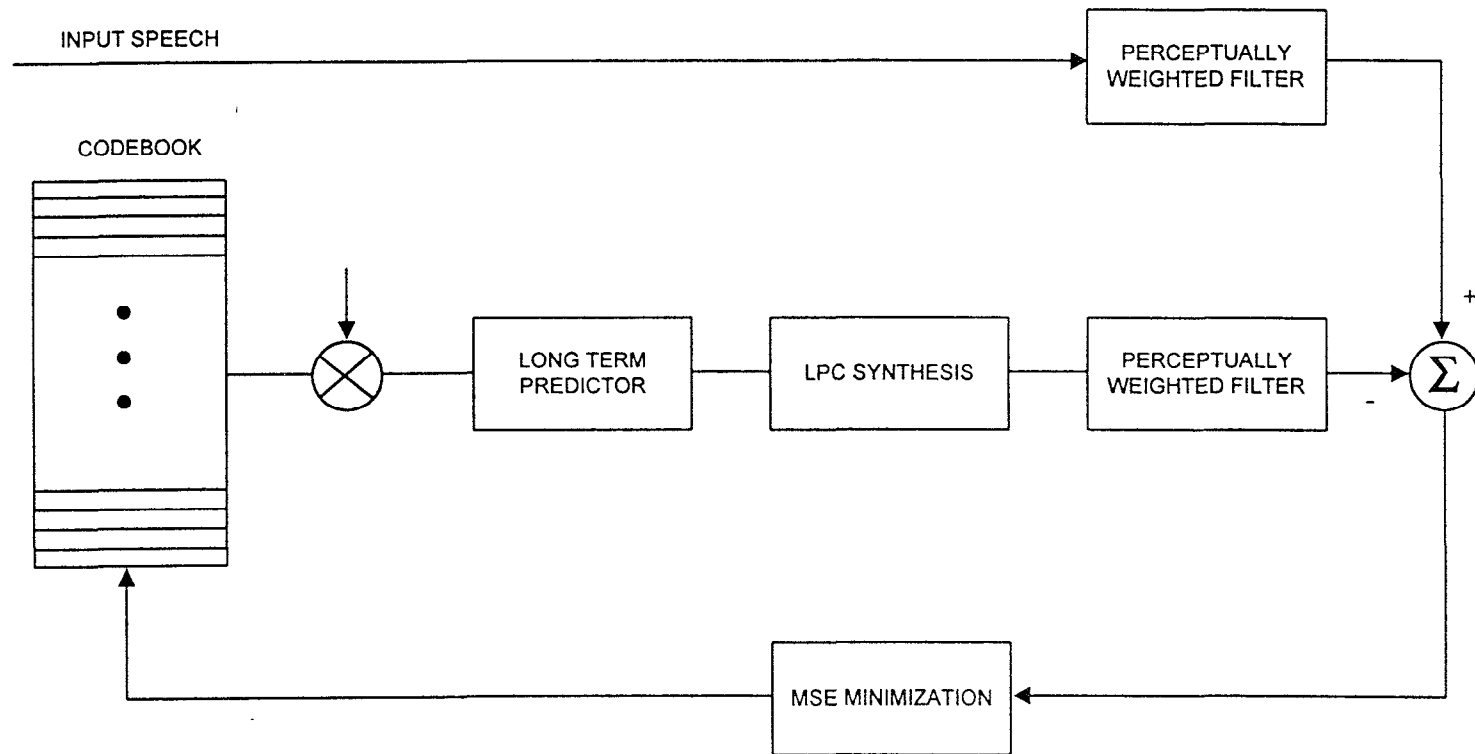 INPUT SPEECH
PERCEPTUALLY
WEIGHTED FILTER
CODEBOOK
+
LONG TERM
PREDICTOR
LPC SYNTHESIS
PERCEPTUALLY
WEIGHTED FILTER
-
Σ
MSE MINIMIZATION